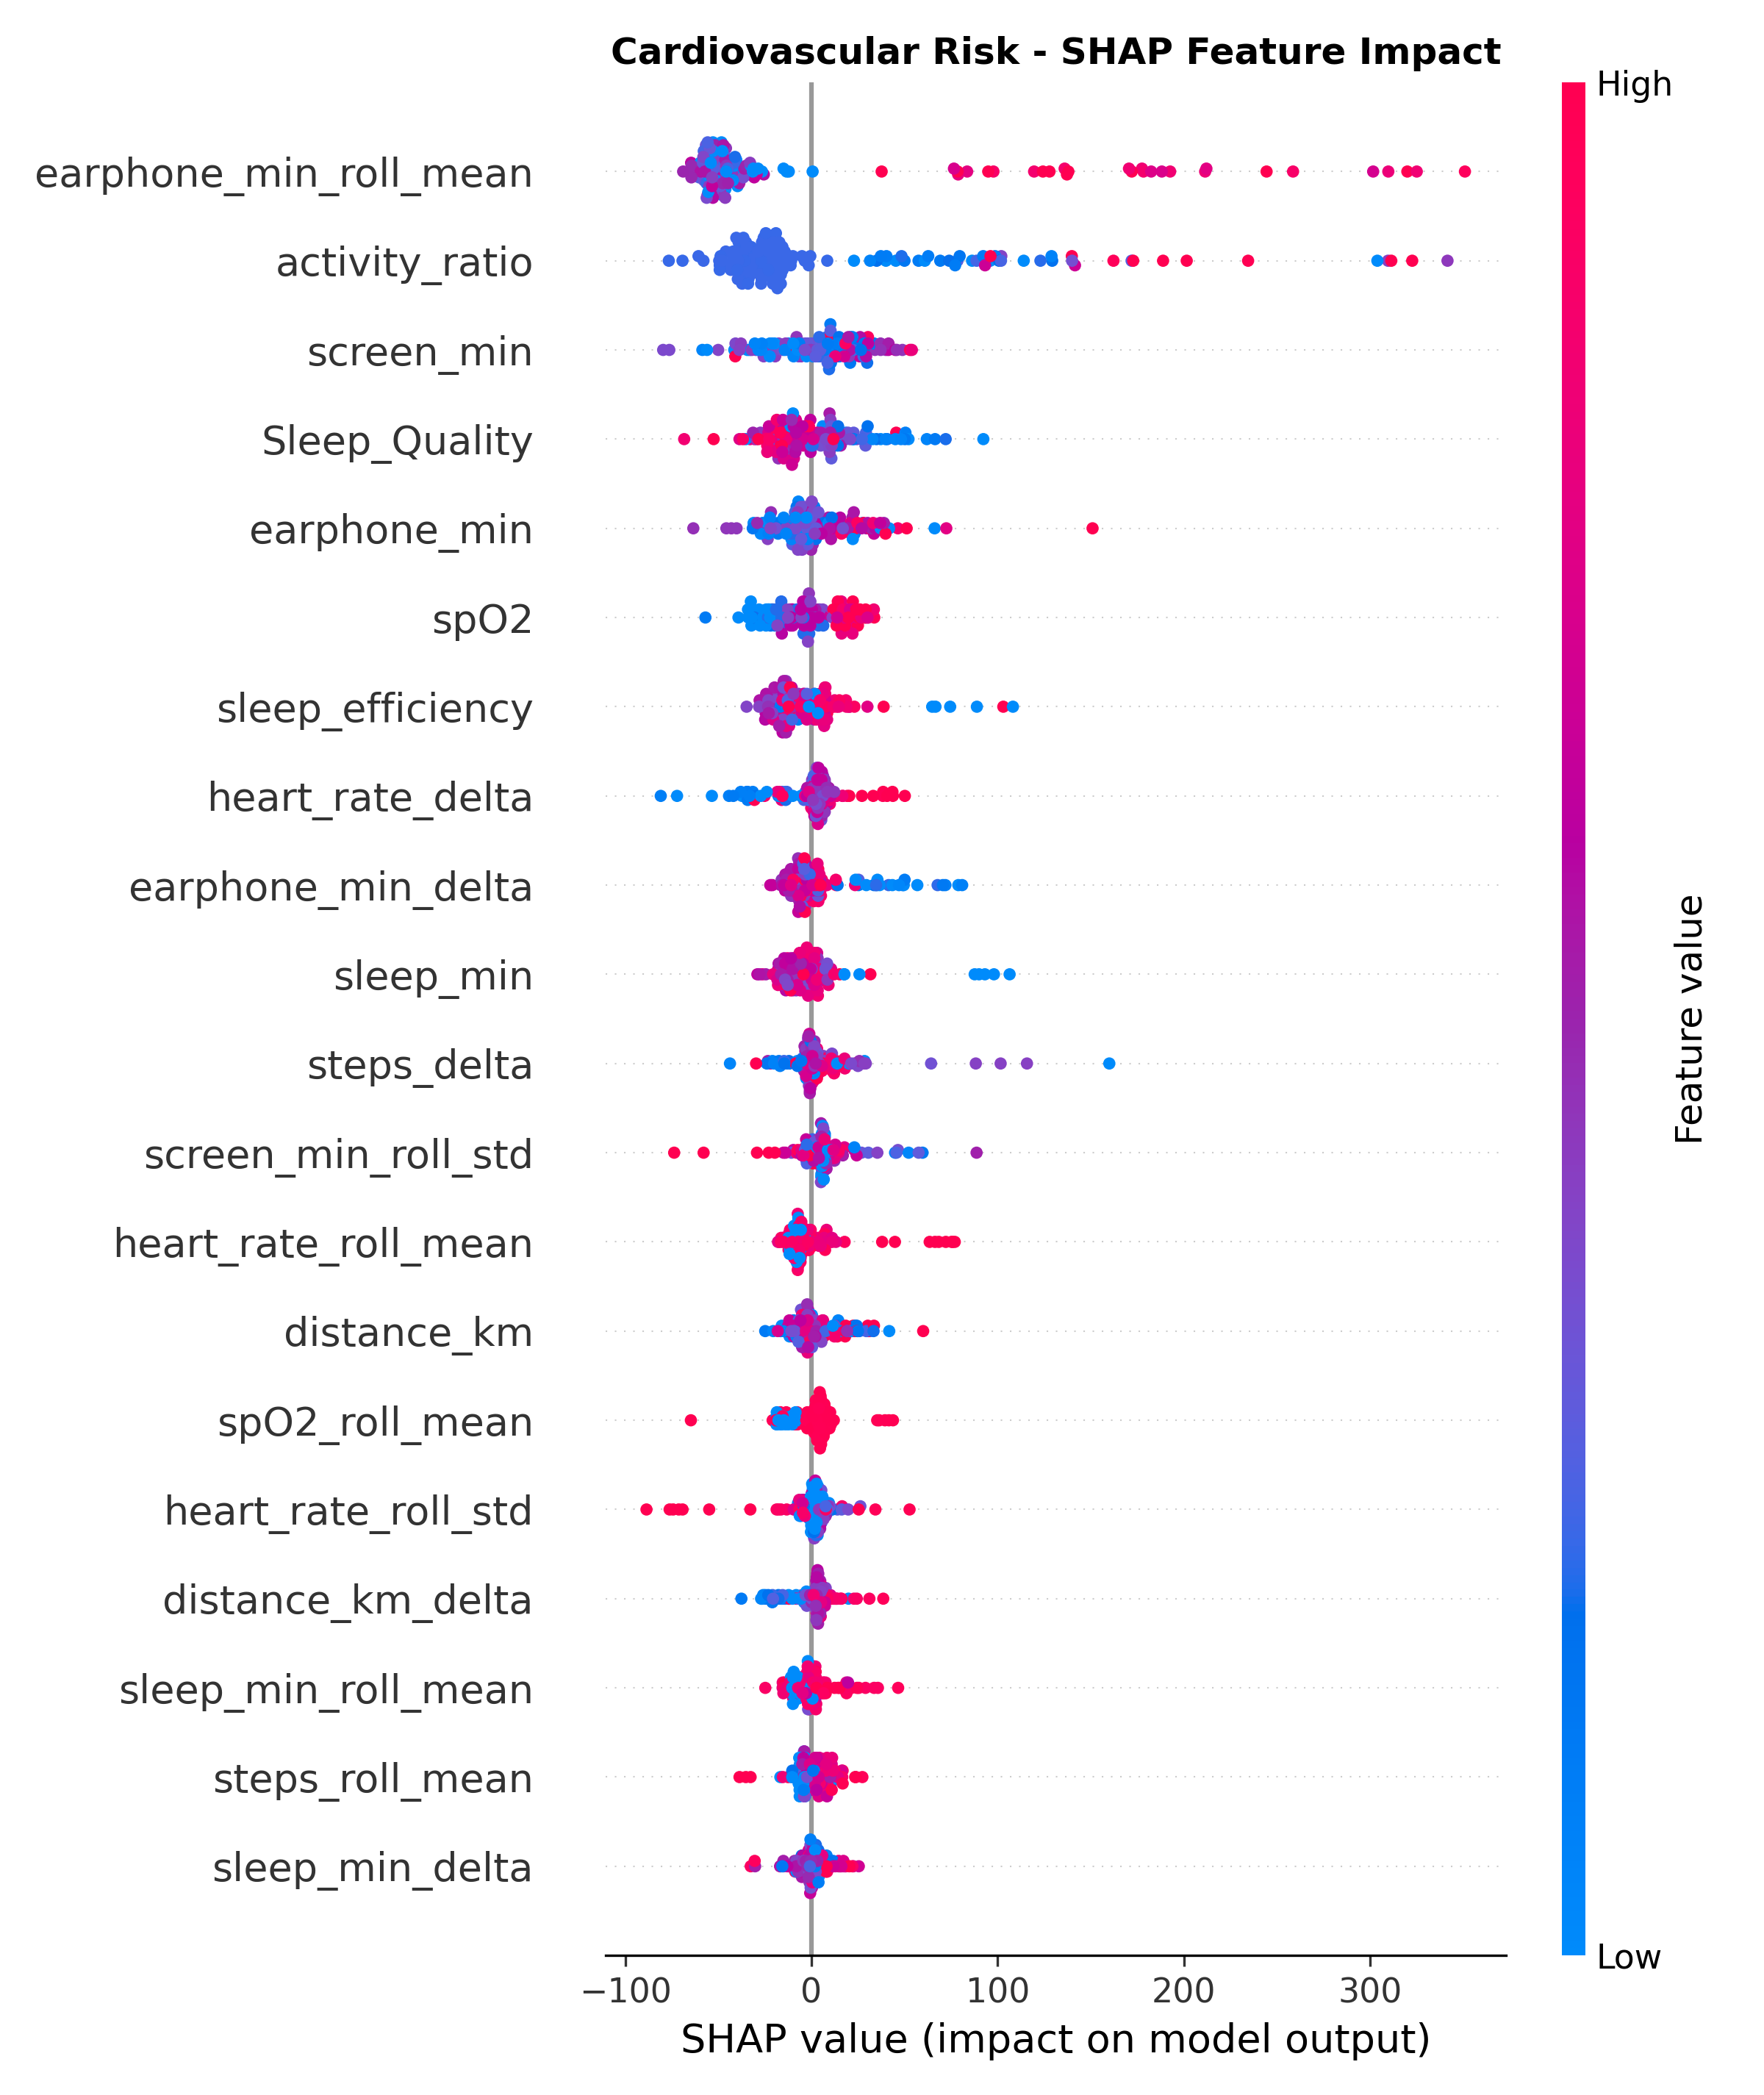 Cardiovascular Risk - SHAP Feature Impact
High
earphone_min_roll_mean
activity_ratio
screen_min
Sleep_Quality
earphone_min
spO2
sleep_efficiency
heart_rate_delta
earphone_min_delta
sleep_min
steps_delta
screen_min_roll_std
heart_rate_roll_mean
distance_km
spO2_roll_mean
heart_rate_roll_std
distance_km_delta
sleep_min_roll_mean
steps_roll_mean
sleep_min_delta
Feature value
Low
−100 0 100 200 300
SHAP value (impact on model output)